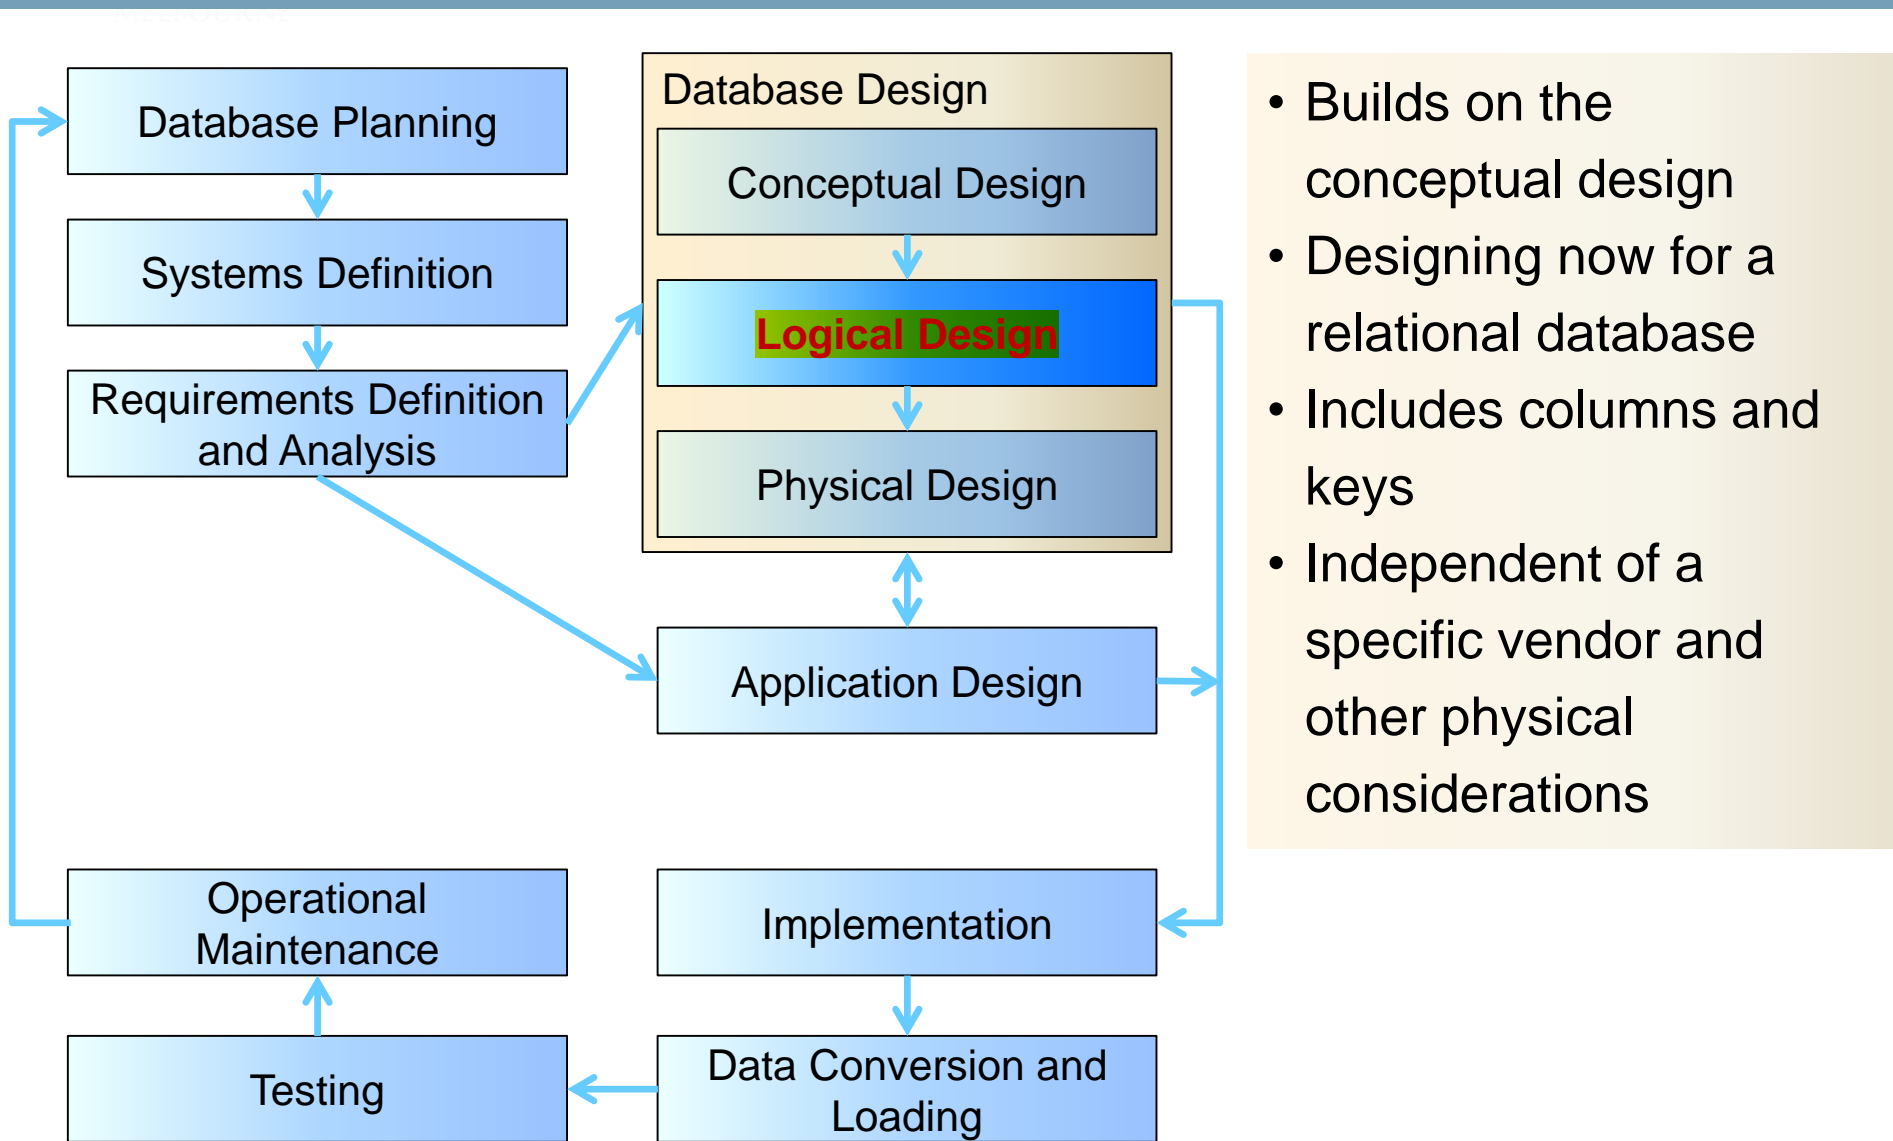 Database Planning
Systems Definition
Requirements Definition
and Analysis
Database Design
Conceptual Design
Logical Design
Physical Design
Application Design
Operational
Maintenance
Implementation
Testing
Data Conversion and
Loading
• Builds on the
conceptual design
• Designing now for a
relational database
• Includes columns and
keys
• Independent of a
specific vendor and
other physical
considerations